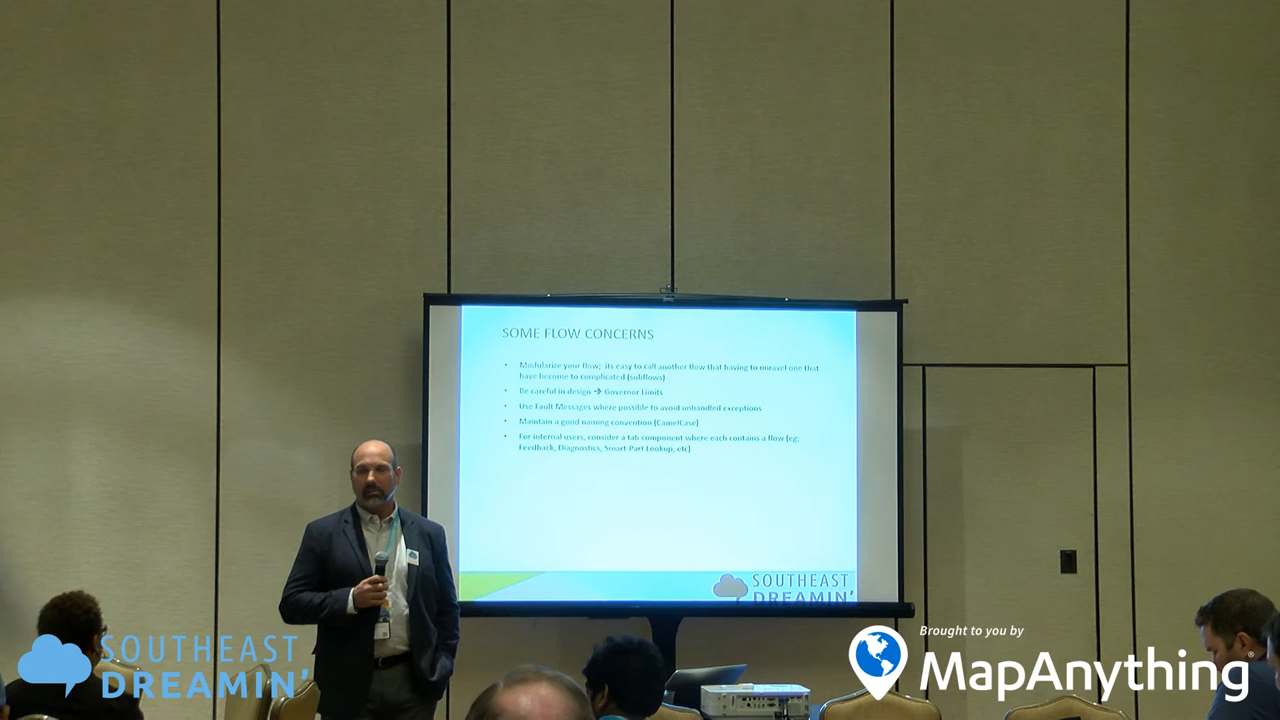 SOME FLOW CONCERNS
• Modularize your flow; its easy to call another flow that having to unravel one that
have become to complicated (subflows)
• Be careful in design → Governor Limits
• Use Fault Messages where possible to avoid unhandled exceptions
• Maintain a good naming convention (CamelCase)
• For internal users, consider a tab component where each contains a flow (eg;
Feedback, Diagnostics, Smart-Part Lookup, etc)
SOUTHEAST
DREAMIN'
SOUTHEAST
DREAMIN'
Brought to you by
MapAnything®